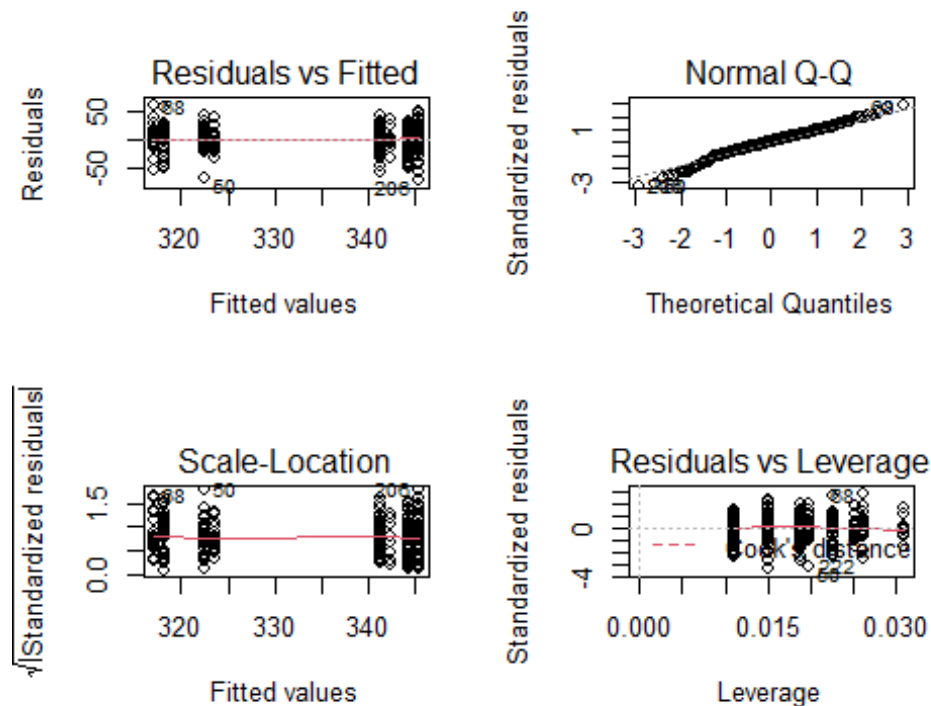 Residuals vs Fitted
Residuals
50
-50
68
50
206
320 330 340
Fitted values
Normal Q-Q
Standardized residuals
1
-3
-3 -2 -1 0 1 2 3
Theoretical Quantiles
Scale-Location
√|Standardized residuals|
1.5
0.0
50
206
320 330 340
Fitted values
Residuals vs Leverage
Standardized residuals
0
-4
Cook's distance
222
0.000 0.015 0.030
Leverage